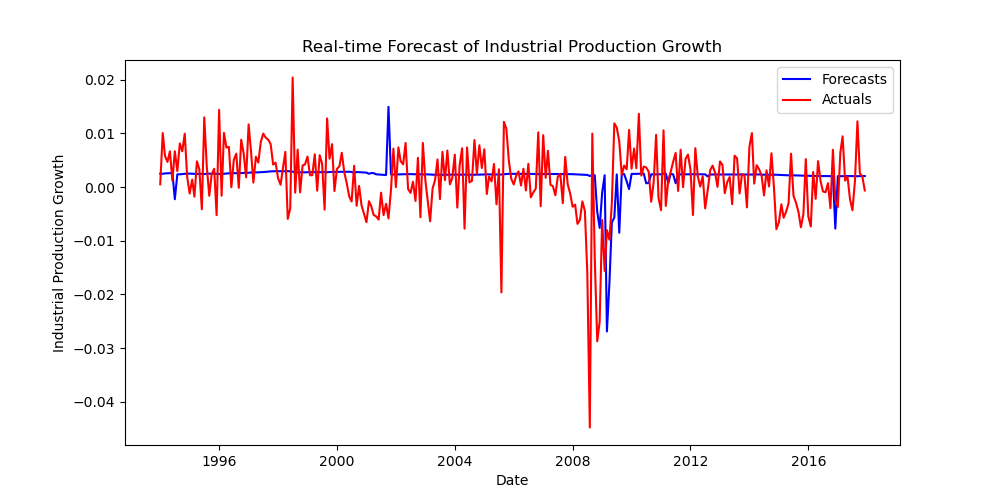 Real-time Forecast of Industrial Production Growth
Forecasts
Actuals
0.02
0.01
0.00
−0.01
−0.02
−0.03
−0.04
Industrial Production Growth
1996
2000
2004
2008
2012
2016
Date